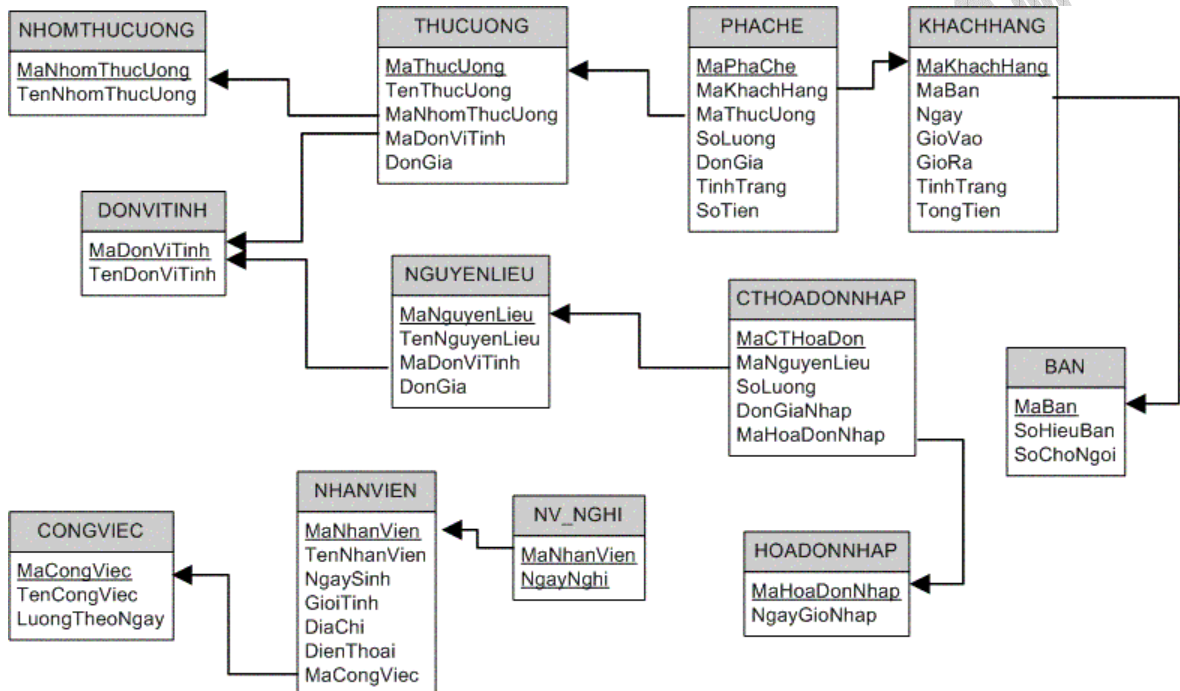 NHOMTHUCUONG
MaNhomThucUong
TenNhomThucUong
THUCUONG
MaThucUong
TenThucUong
MaNhomThucUong
MaDonViTinh
DonGia
PHACHE
MaPhaChe
MaKhachHang
MaThucUong
SoLuong
DonGia
TinhTrang
SoTien
KHACHHANG
MaKhachHang
MaBan
Ngay
GioVao
GioRa
TinhTrang
TongTien
DONVITINH
MaDonViTinh
TenDonViTinh
NGUYENLIEU
MaNguyenLieu
TenNguyenLieu
MaDonViTinh
DonGia
CTHOADONNHAP
MaCTHoaDon
MaNguyenLieu
SoLuong
DonGiaNhap
MaHoaDonNhap
BAN
MaBan
SoHieuBan
SoChoNgoi
CONGVIEC
MaCongViec
TenCongViec
LuongTheoNgay
NHANVIEN
MaNhanVien
TenNhanVien
NgaySinh
GioiTinh
DiaChi
DienThoai
MaCongViec
NV_NGHI
MaNhanVien
NgayNghi
HOADONNHAP
MaHoaDonNhap
NgayGioNhap